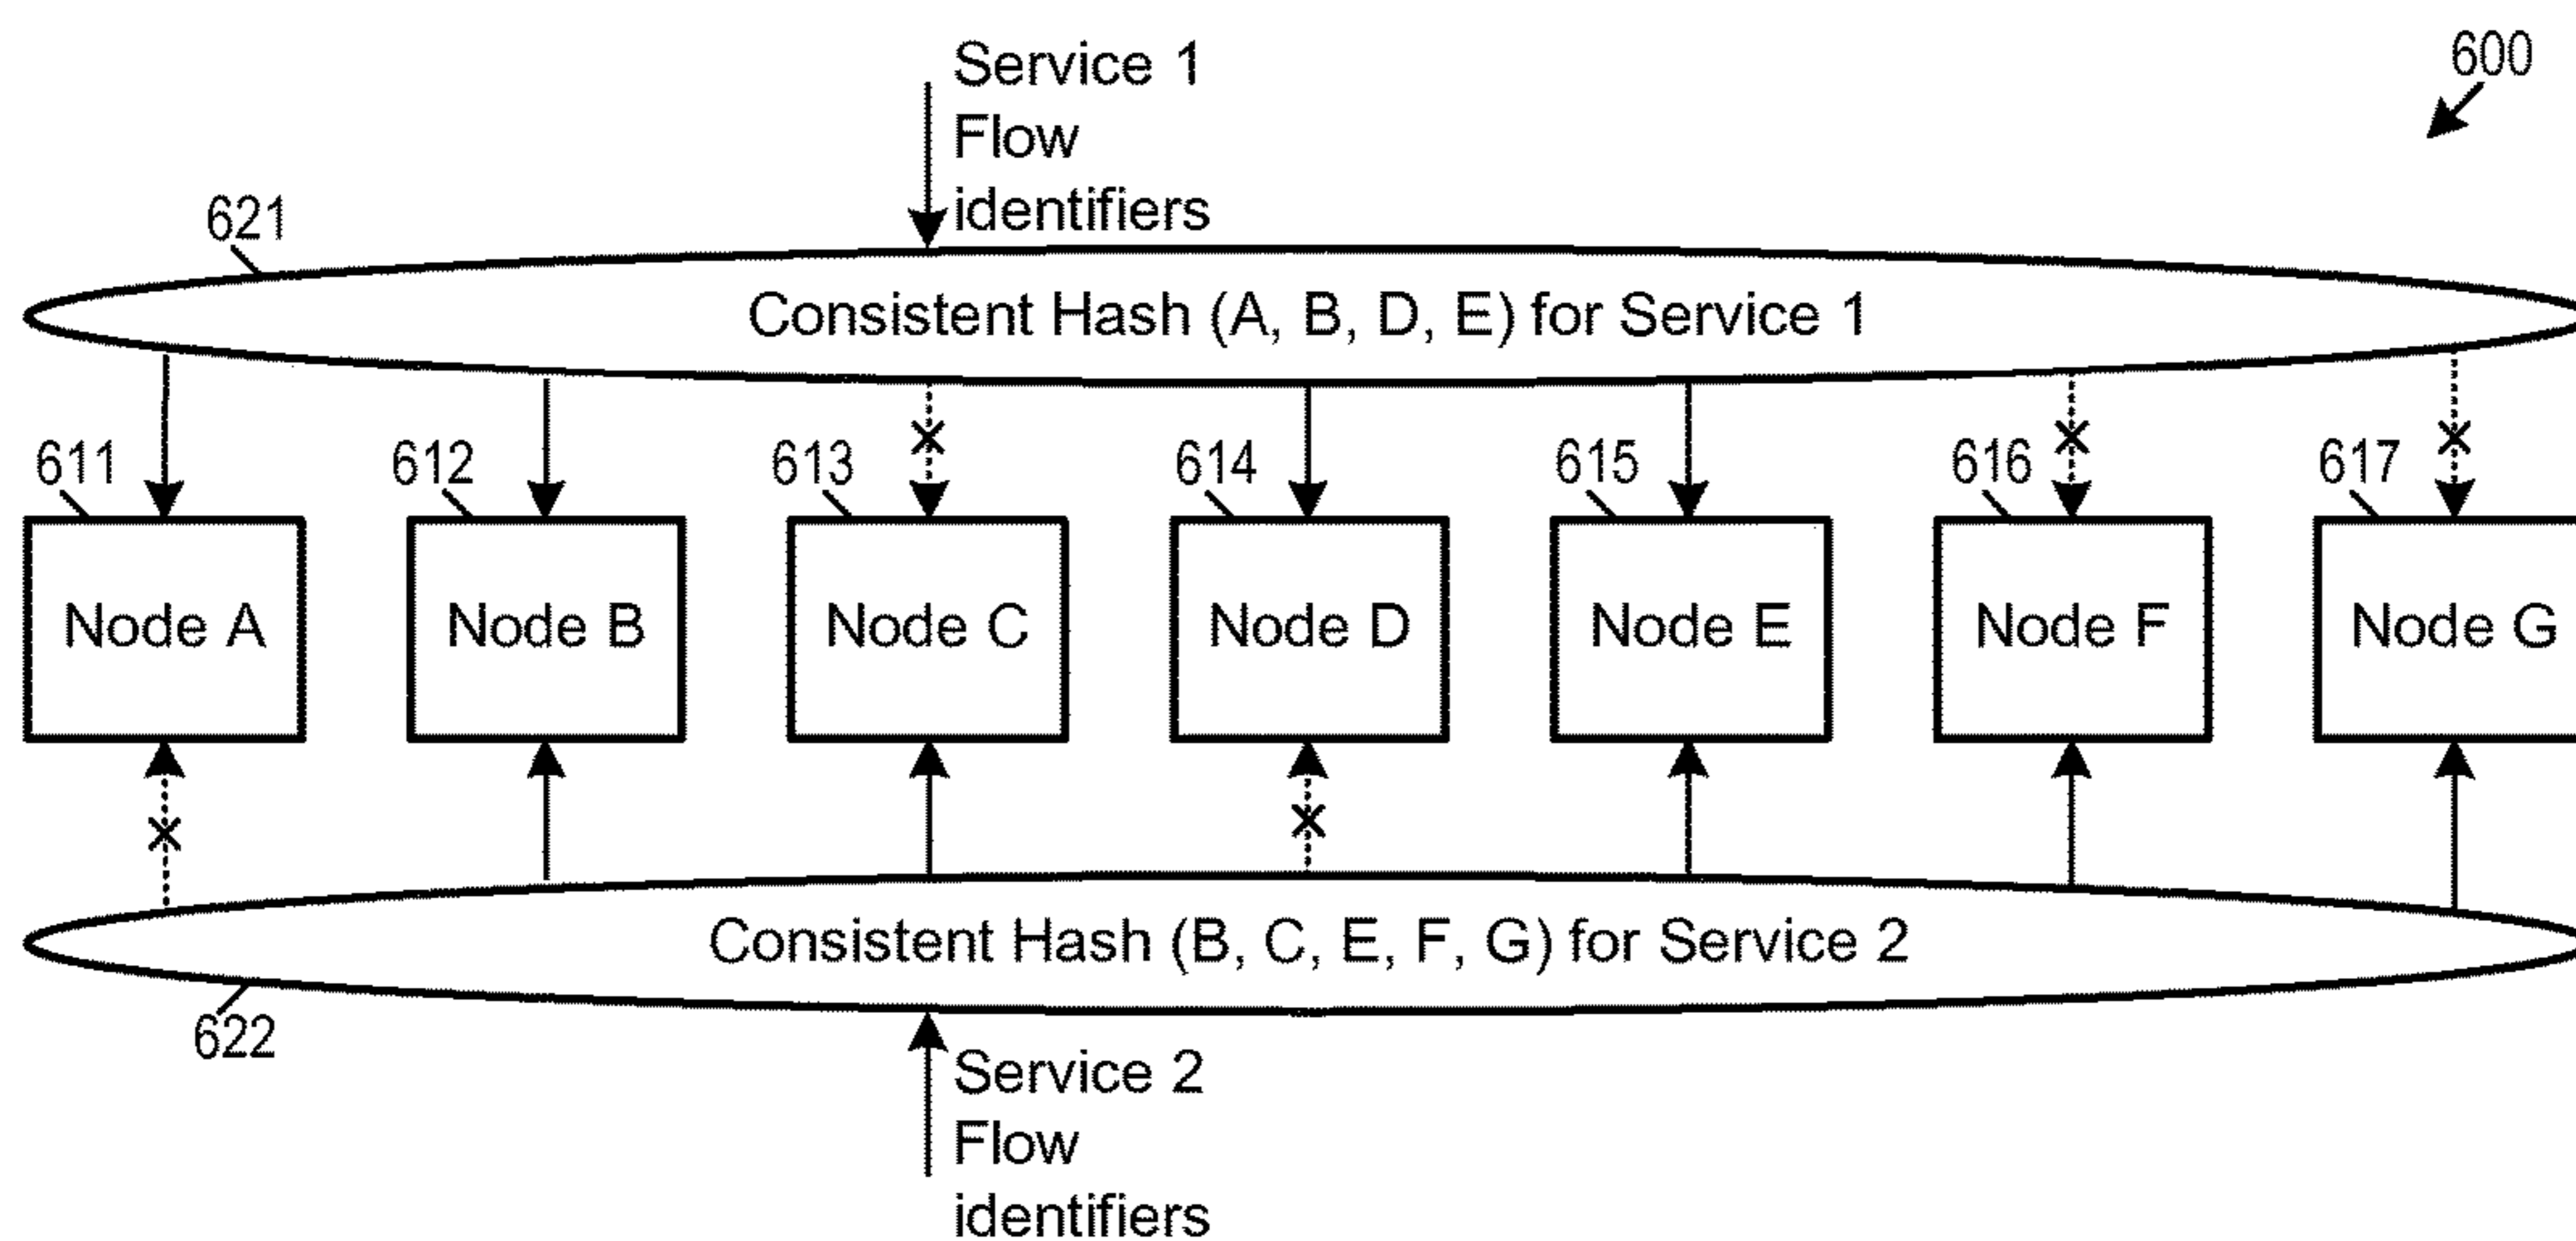 600
Service 1
Flow
identifiers
621
Consistent Hash (A, B, D, E) for Service 1
611
612
613
614
615
616
617
Node A
Node B
Node C
Node D
Node E
Node F
Node G
Consistent Hash (B, C, E, F, G) for Service 2
622
Service 2
Flow
identifiers